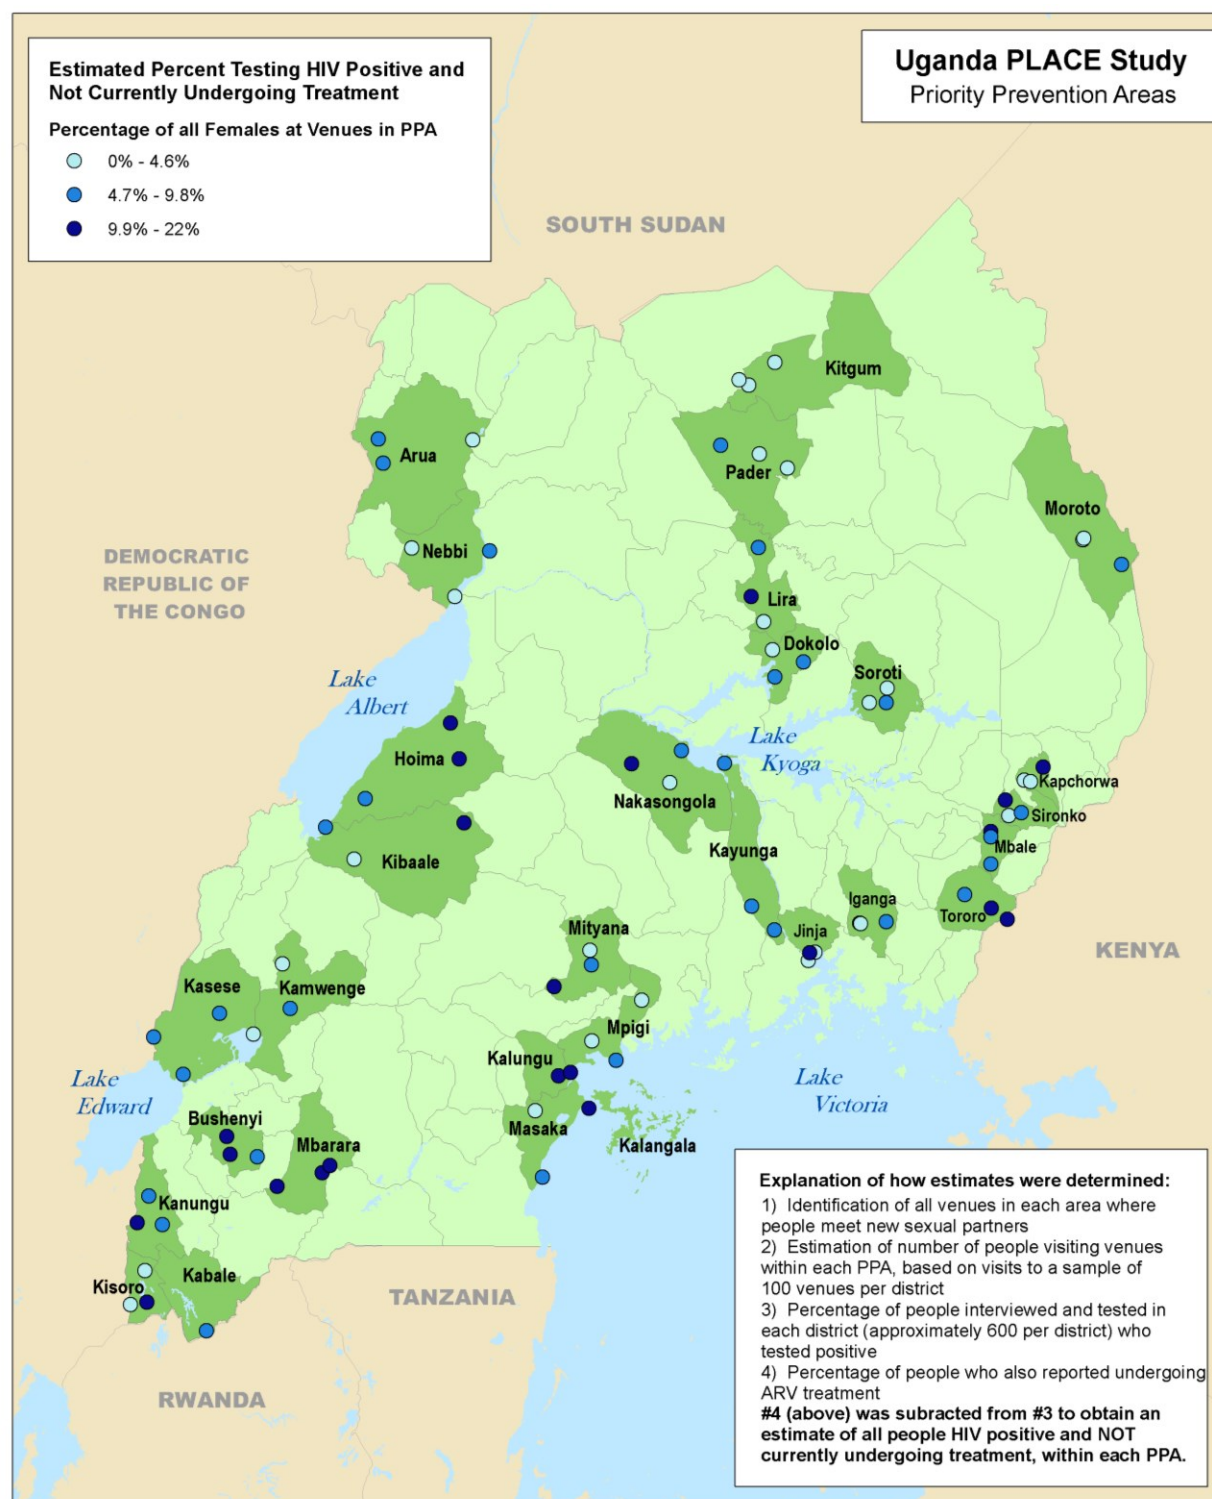 Estimated Percent Testing HIV Positive and
Not Currently Undergoing Treatment
Percentage of all Females at Venues in PPA
0% - 4.6%
4.7% - 9.8%
9.9% - 22%
Uganda PLACE Study
Priority Prevention Areas
SOUTH SUDAN
Kitgum
Arua
Pader
Moroto
Nebbi
DEMOCRATIC
REPUBLIC OF
THE CONGO
Lira
Dokolo
Soroti
Lake
Albert
Hoima
Lake
Kyoga
Kapchorwa
Nakasongola
Sironko
Mbale
Kayunga
Kibaale
Iganga
Tororo
Mityana
Jinja
KENYA
Kasese
Kamwenge
Mpigi
Kalungu
Lake
Edward
Lake
Victoria
Bushenyi
Masaka
Mbarara
Kalangala
Kanungu
Kabale
Kisoro
TANZANIA
RWANDA
Explanation of how estimates were determined:
1) Identification of all venues in each area where
people meet new sexual partners
2) Estimation of number of people visiting venues
within each PPA, based on visits to a sample of
100 venues per district
3) Percentage of people interviewed and tested in
each district (approximately 600 per district) who
tested positive
4) Percentage of people who also reported undergoing
ARV treatment
#4 (above) was subracted from #3 to obtain an
estimate of all people HIV positive and NOT
currently undergoing treatment, within each PPA.